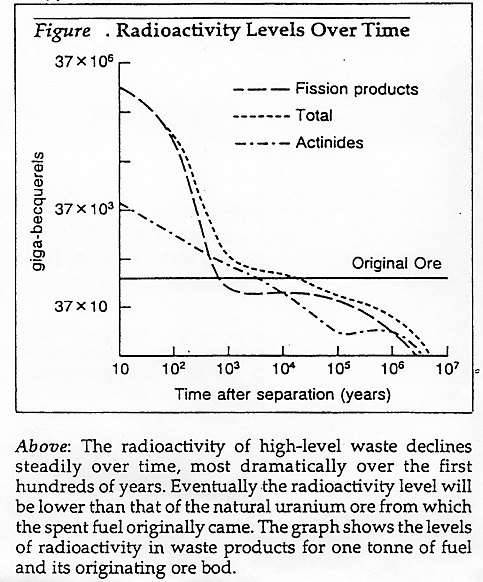 Figure . Radioactivity Levels Over Time
37 × 10⁶
Fission products
Total
Actinides
giga-becquerels
37 × 10³
Original Ore
37 × 10
10 10² 10³ 10⁴ 10⁵ 10⁶ 10⁷
Time after separation (years)
Above: The radioactivity of high-level waste declines
steadily over time, most dramatically over the first
hundreds of years. Eventually the radioactivity level will
be lower than that of the natural uranium ore from which
the spent fuel originally came. The graph shows the levels
of radioactivity in waste products for one tonne of fuel
and its originating ore bod.